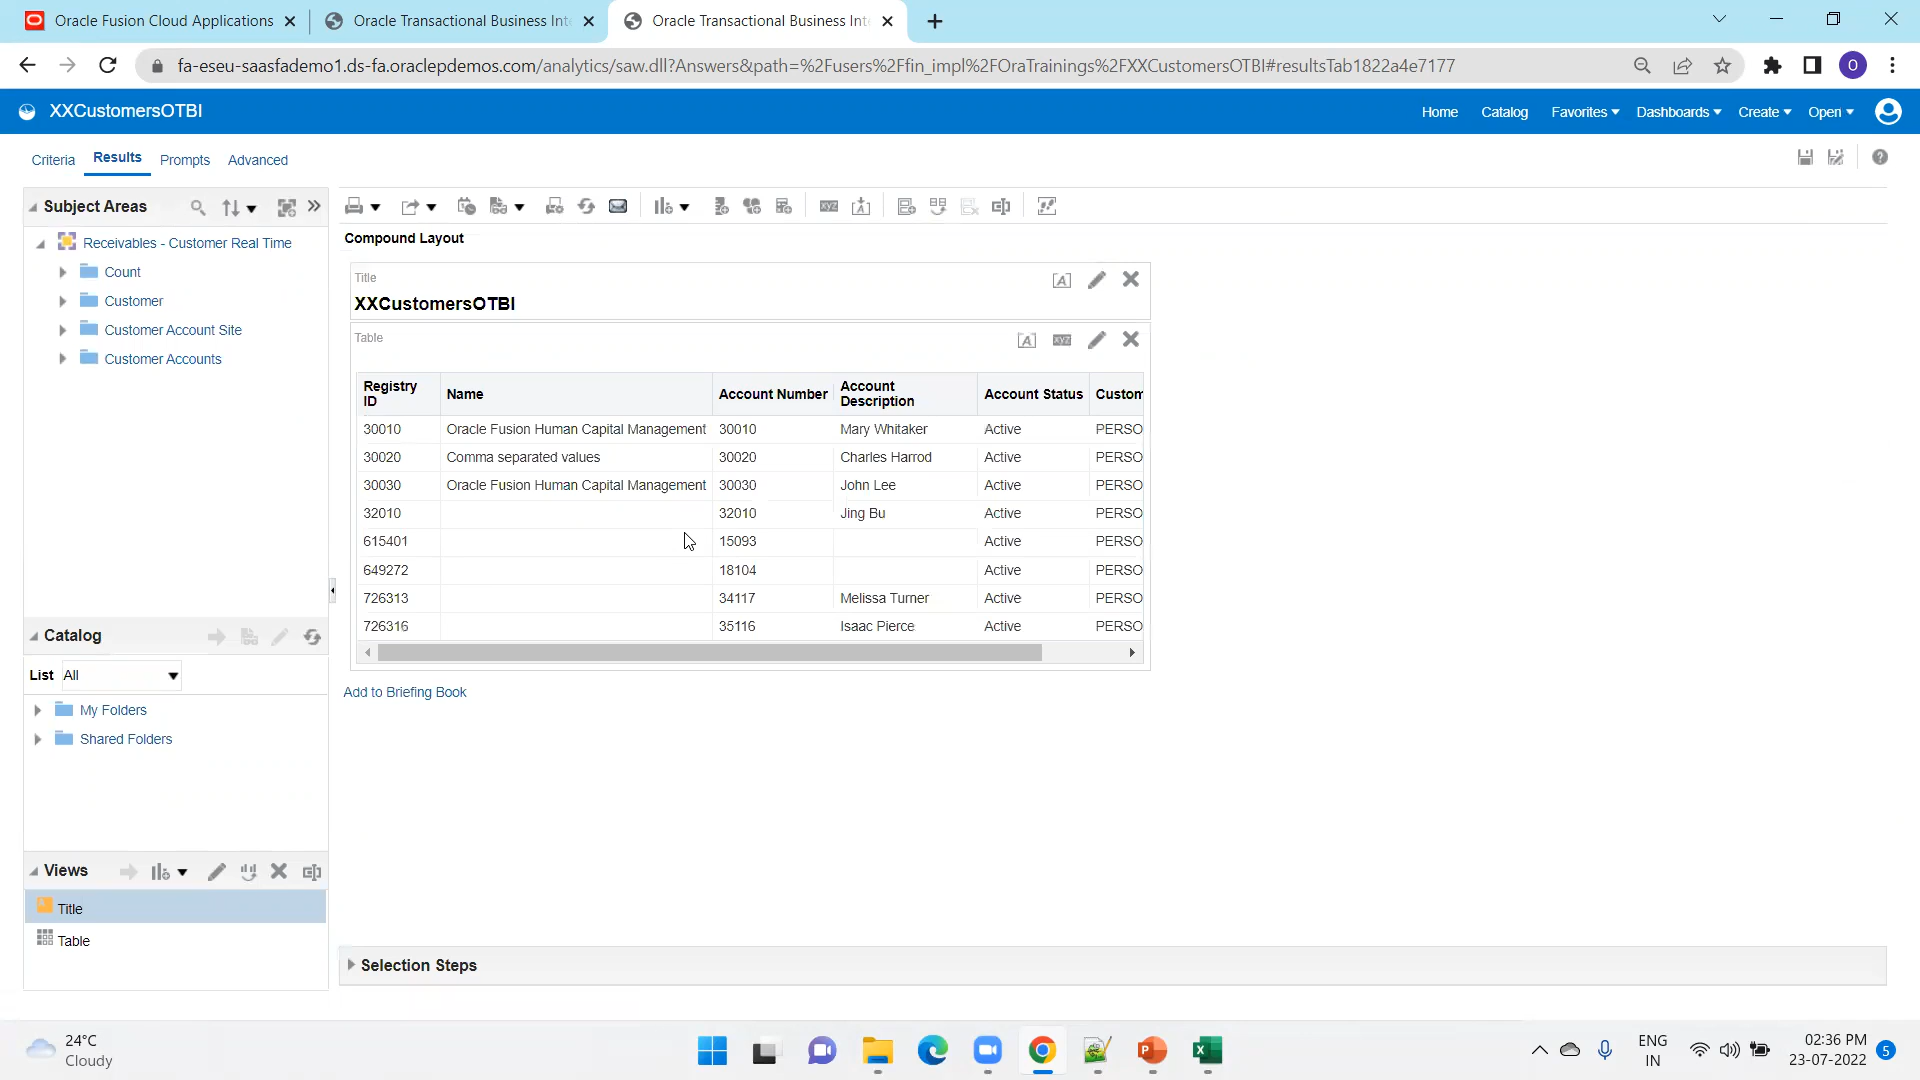 Oracle Fusion Cloud Applications
Oracle Transactional Business Inte
Oracle Transactional Business Inte
fa-eseu-saasfademo1.ds-fa.oraclepdemos.com/analytics/saw.dll?Answers&path=%2Fusers%2Ffin_impl%2FOraTrainings%2FXXCustomersOTBI#resultsTab1822a4e7177
O
XXCustomersOTBI
Home
Catalog
Favorites
Dashboards
Create
Open
Criteria
Results
Prompts
Advanced
Subject Areas
Receivables - Customer Real Time
Count
Customer
Customer Account Site
Customer Accounts
Compound Layout
Title
XXCustomersOTBI
Table
Registry ID Name Account Number Account Description Account Status Custom
30010 Oracle Fusion Human Capital Management 30010 Mary Whitaker Active PERSO
30020 Comma separated values 30020 Charles Harrod Active PERSO
30030 Oracle Fusion Human Capital Management 30030 John Lee Active PERSO
32010 32010 Jing Bu Active PERSO
615401 15093 Active PERSO
649272 18104 Active PERSO
726313 34117 Melissa Turner Active PERSO
726316 35116 Isaac Pierce Active PERSO
Add to Briefing Book
Catalog
List All
My Folders
Shared Folders
Views
Title
Table
Selection Steps
24°C
Cloudy
ENG
IN
02:36 PM
23-07-2022
5